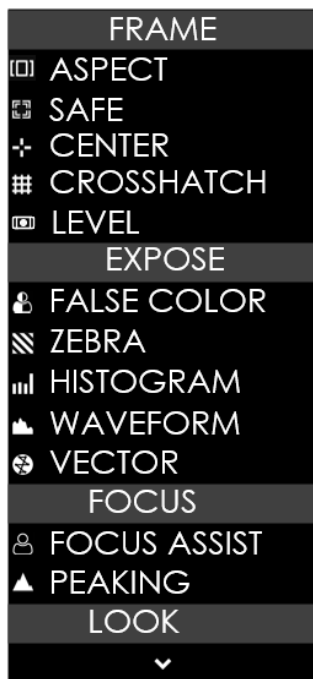 FRAME
ASPECT
SAFE
CENTER
CROSSHATCH
LEVEL
EXPOSE
FALSE COLOR
ZEBRA
HISTOGRAM
WAVEFORM
VECTOR
FOCUS
FOCUS ASSIST
PEAKING
LOOK